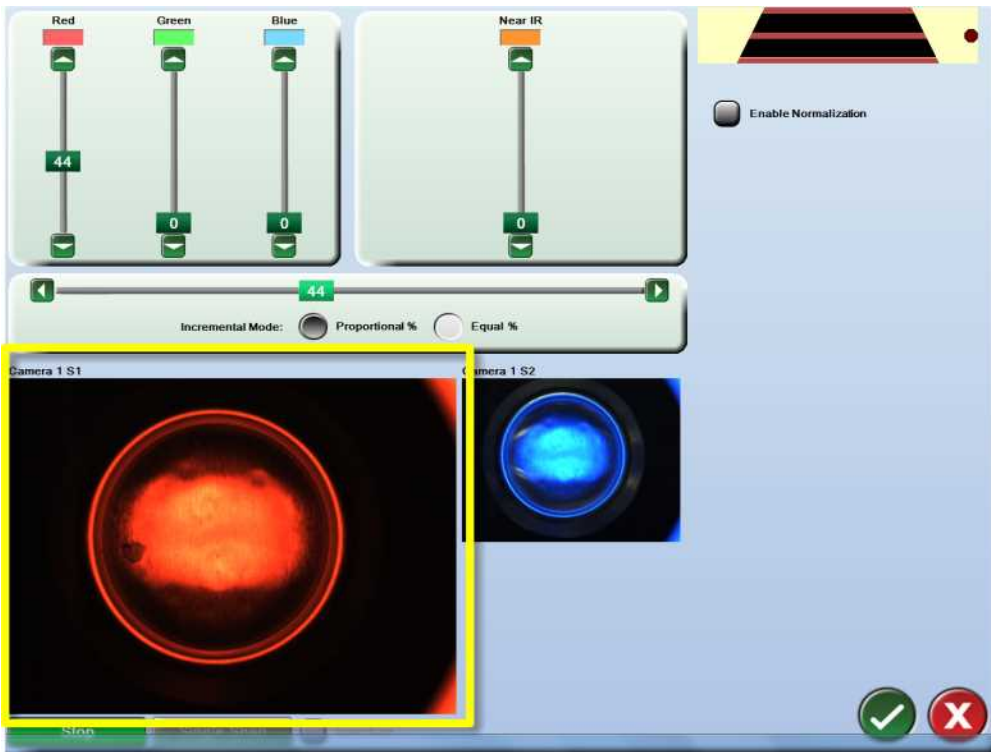 Red Green Blue Near IR
Enable Normalization
44
0 0 0
44
Incremental Mode: Proportional % Equal %
Camera 1 S1 Camera 1 S2
Stop